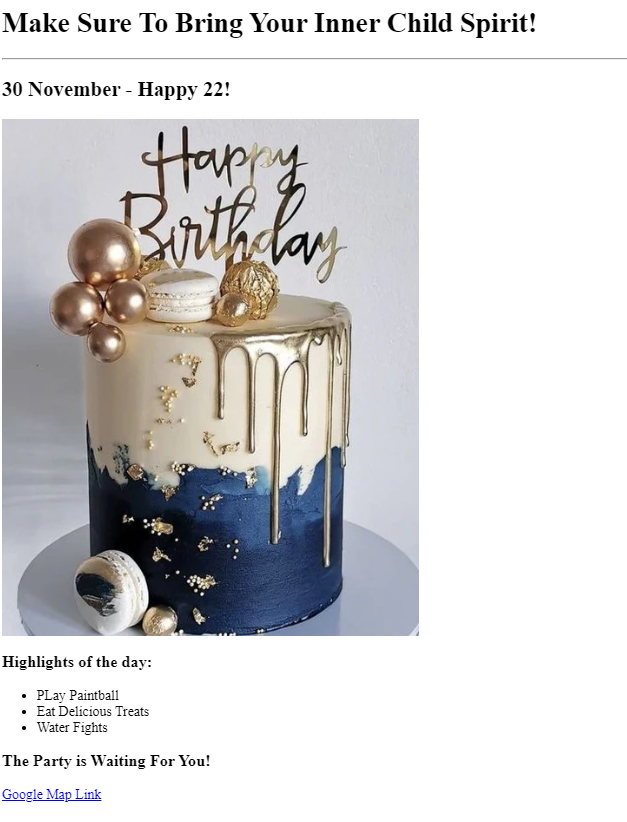 Make Sure To Bring Your Inner Child Spirit!
30 November - Happy 22!
Happy
Birthday
Highlights of the day:
PLay Paintball
Eat Delicious Treats
Water Fights
The Party is Waiting For You!
Google Map Link